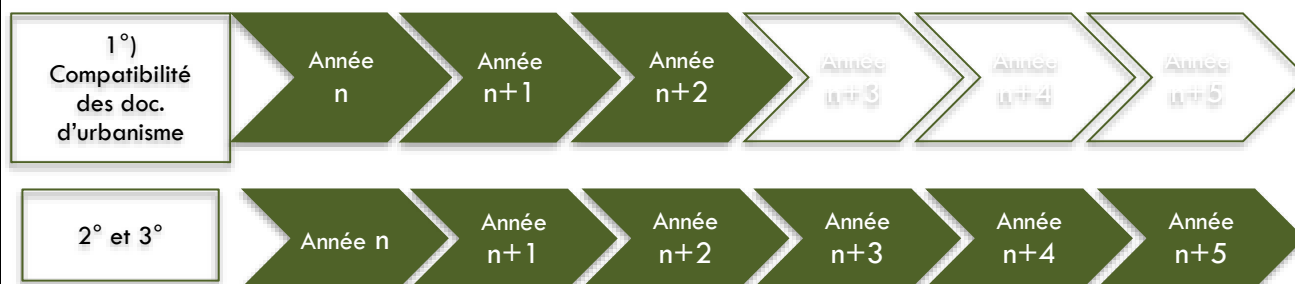 1°)
Compatibilité
des doc.
d'urbanisme
Année
n
Année
n+1
Année
n+2
Année
n+3
Année
n+4
Année
n+5
2° et 3°
Année n
Année
n+1
Année
n+2
Année
n+3
Année
n+4
Année
n+5